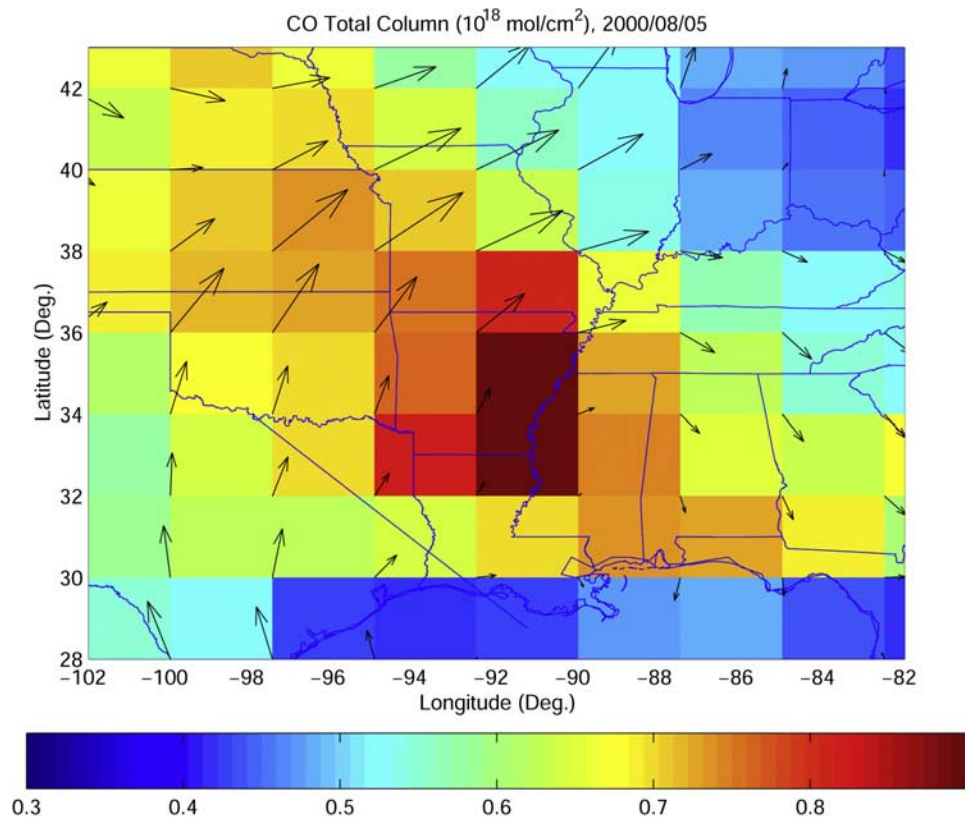 CO Total Column (10^18 mol/cm^2), 2000/08/05
Latitude (Deg.)
42
40
38
36
34
32
30
28
−102 −100 −98 −96 −94 −92 −90 −88 −86 −84 −82
Longitude (Deg.)
0.3 0.4 0.5 0.6 0.7 0.8